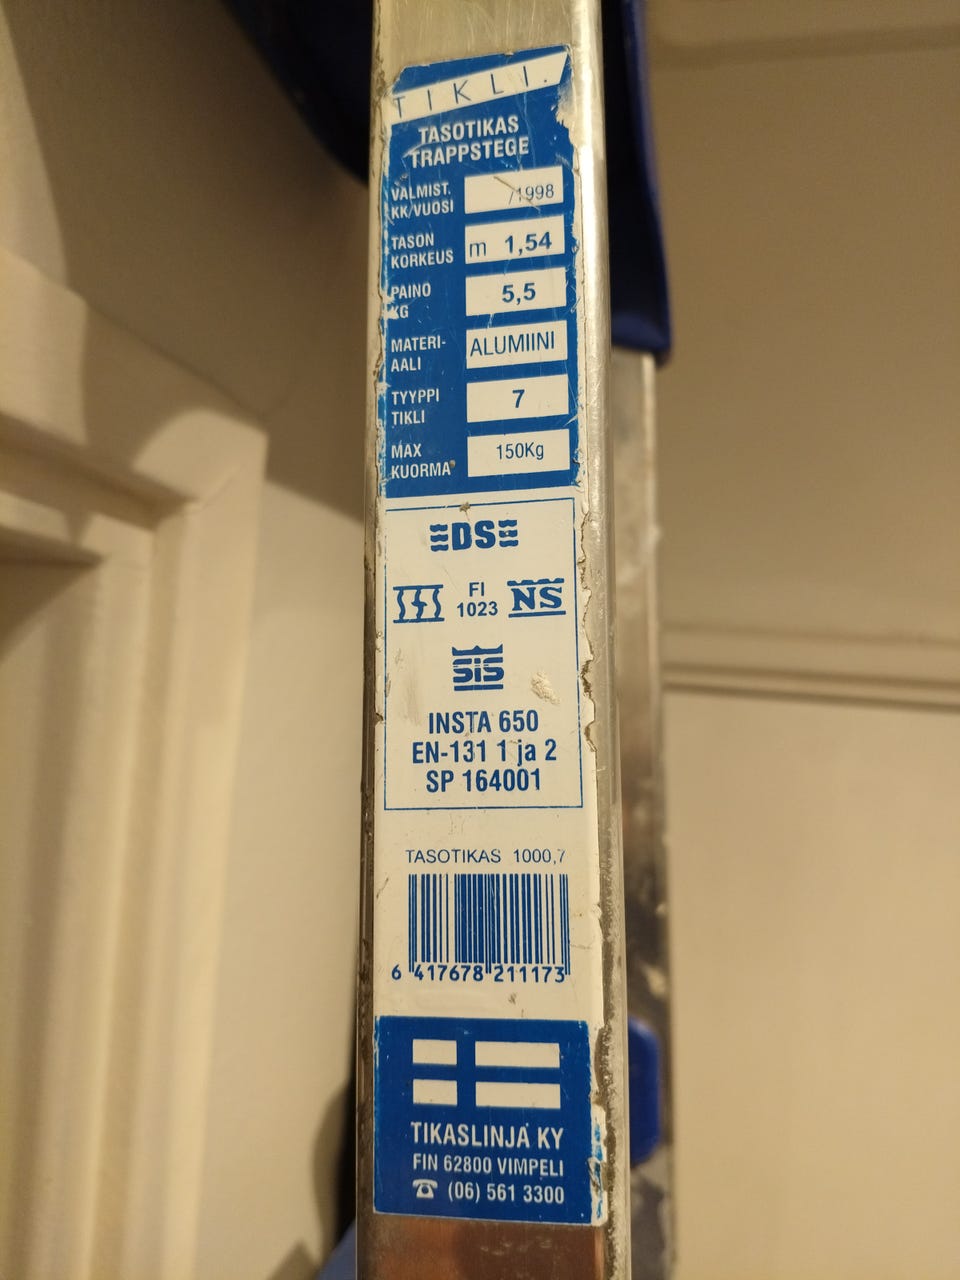 TIKLI.
TASOTIKAS
TRAPPSTEGE
VALMIST.
KK/VUOSI
/1998
TASON
KORKEUS
m 1,54
PAINO
KG
5,5
MATERI-
AALI
ALUMIINI
TYYPPI
TIKLI
7
MAX
KUORMA
150Kg
DS
SFS
FI
1023
NS
SiS
INSTA 650
EN-131 1 ja 2
SP 164001
TASOTIKAS 1000,7
6 417678 211173
TIKASLINJA KY
FIN 62800 VIMPELI
☎ (06) 561 3300